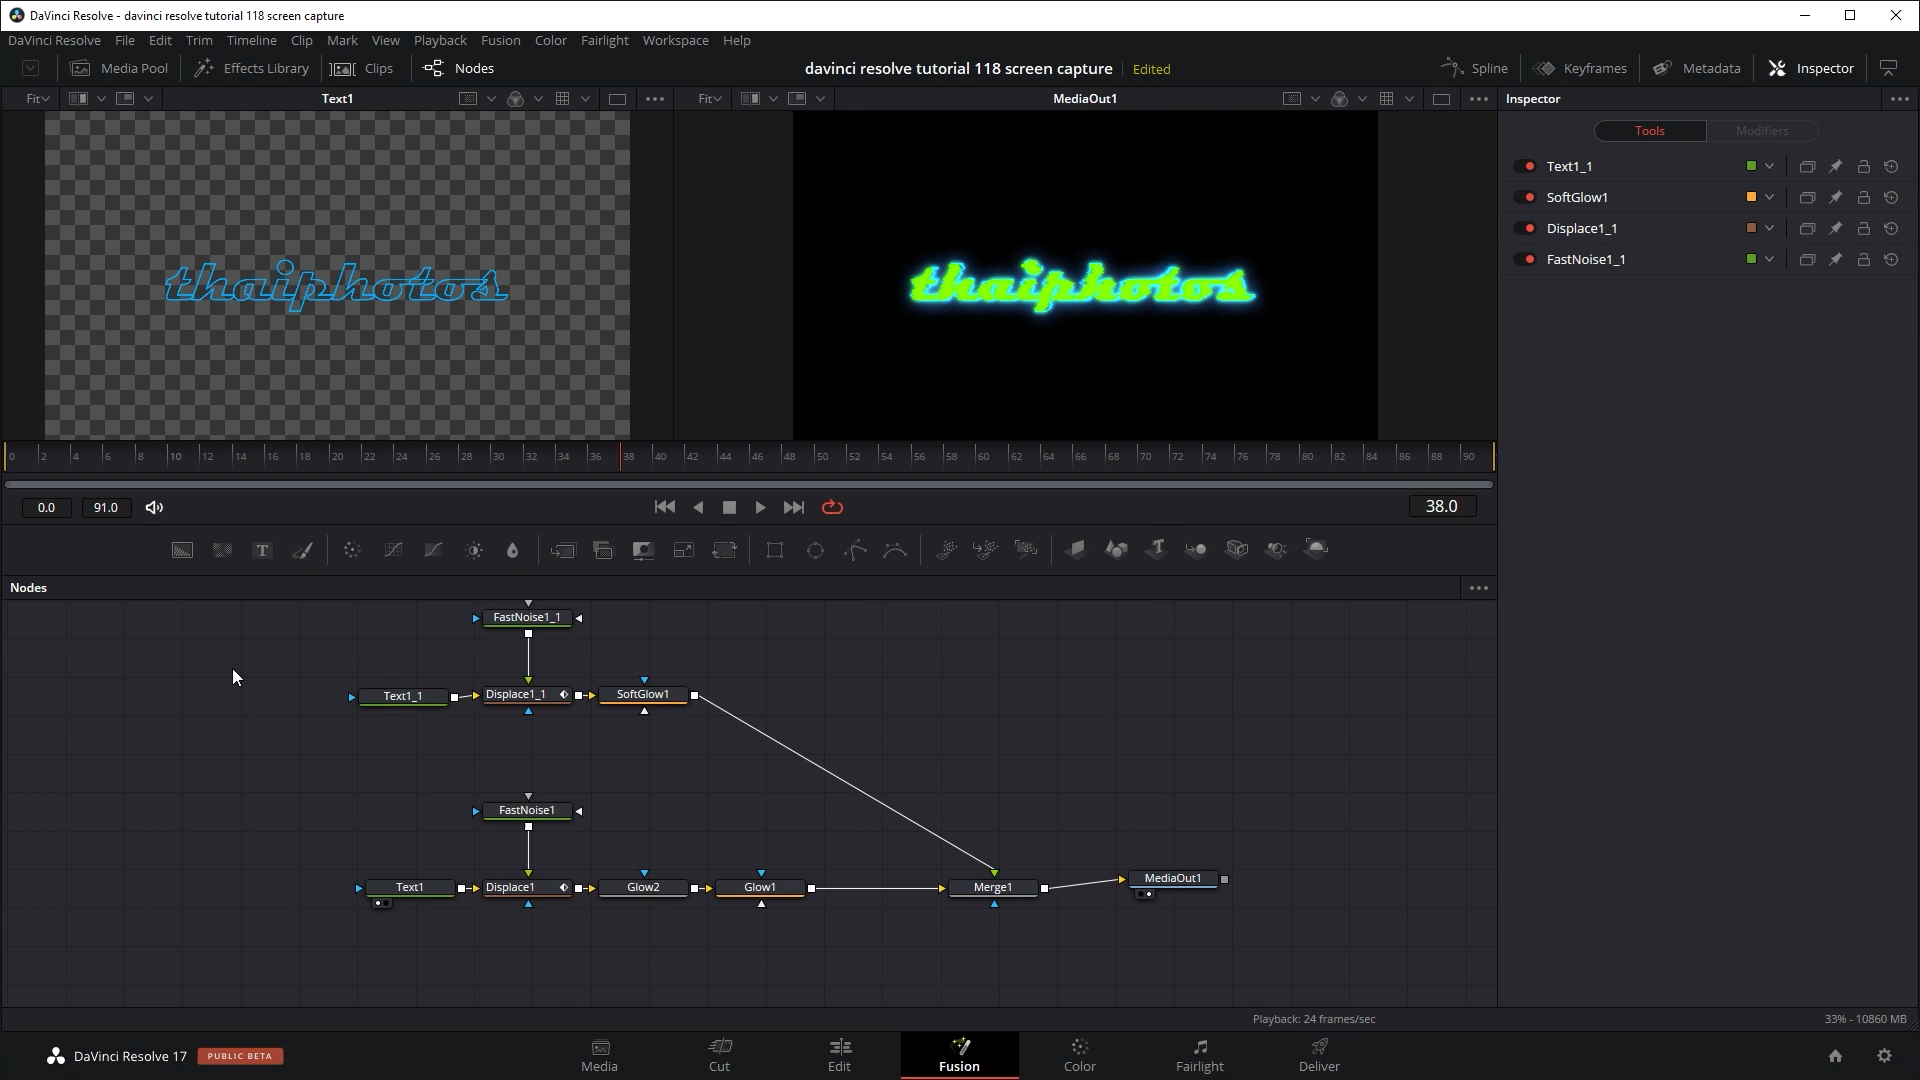 DaVinci Resolve - davinci resolve tutorial 118 screen capture
DaVinci Resolve File Edit Trim Timeline Clip Mark View Playback Fusion Color Fairlight Workspace Help
Media Pool Effects Library Clips Nodes davinci resolve tutorial 118 screen capture Edited Spline Keyframes Metadata Inspector
Fit Text1 Fit MediaOut1 Inspector
Tools Modifiers
Text1_1
SoftGlow1
Displace1_1
FastNoise1_1
thaiphotos thaiphotos
0 2 4 6 8 10 12 14 16 18 20 22 24 26 28 30 32 34 36 38 40 42 44 46 48 50 52 54 56 58 60 62 64 66 68 70 72 74 76 78 80 82 84 86 88 90
0.0 91.0 38.0
T T
Nodes
FastNoise1_1
Text1_1 Displace1_1 SoftGlow1
FastNoise1
Text1 Displace1 Glow2 Glow1 Merge1 MediaOut1
Playback: 24 frames/sec 33% - 10860 MB
DaVinci Resolve 17 PUBLIC BETA Media Cut Edit Fusion Color Fairlight Deliver